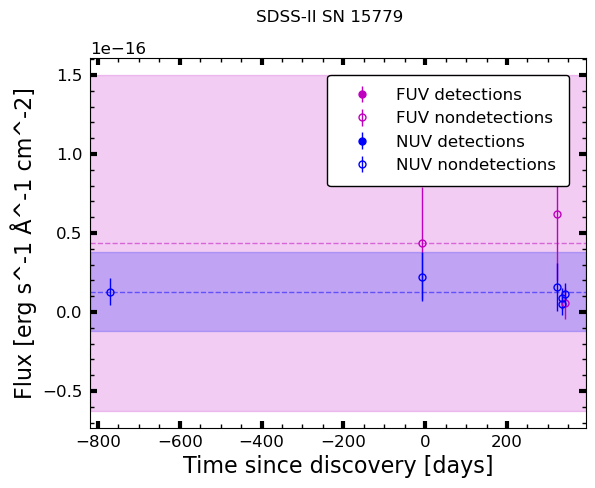 SDSS-II SN 15779
1e−16
1.5
1.0
0.5
0.0
−0.5
Flux [erg s^-1 Å^-1 cm^-2]
FUV detections
FUV nondetections
NUV detections
NUV nondetections
−800 −600 −400 −200 0 200
Time since discovery [days]